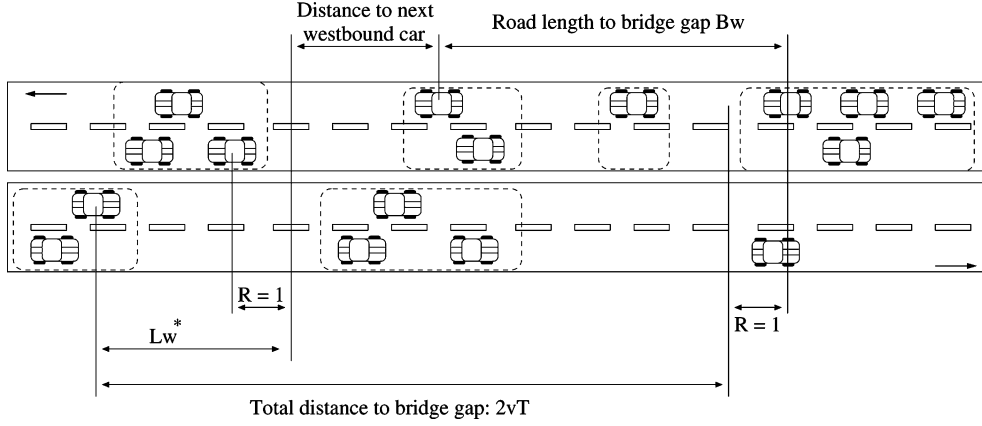 Distance to next
westbound car
Road length to bridge gap Bw
R = 1
R = 1
Lw*
Total distance to bridge gap: 2vT